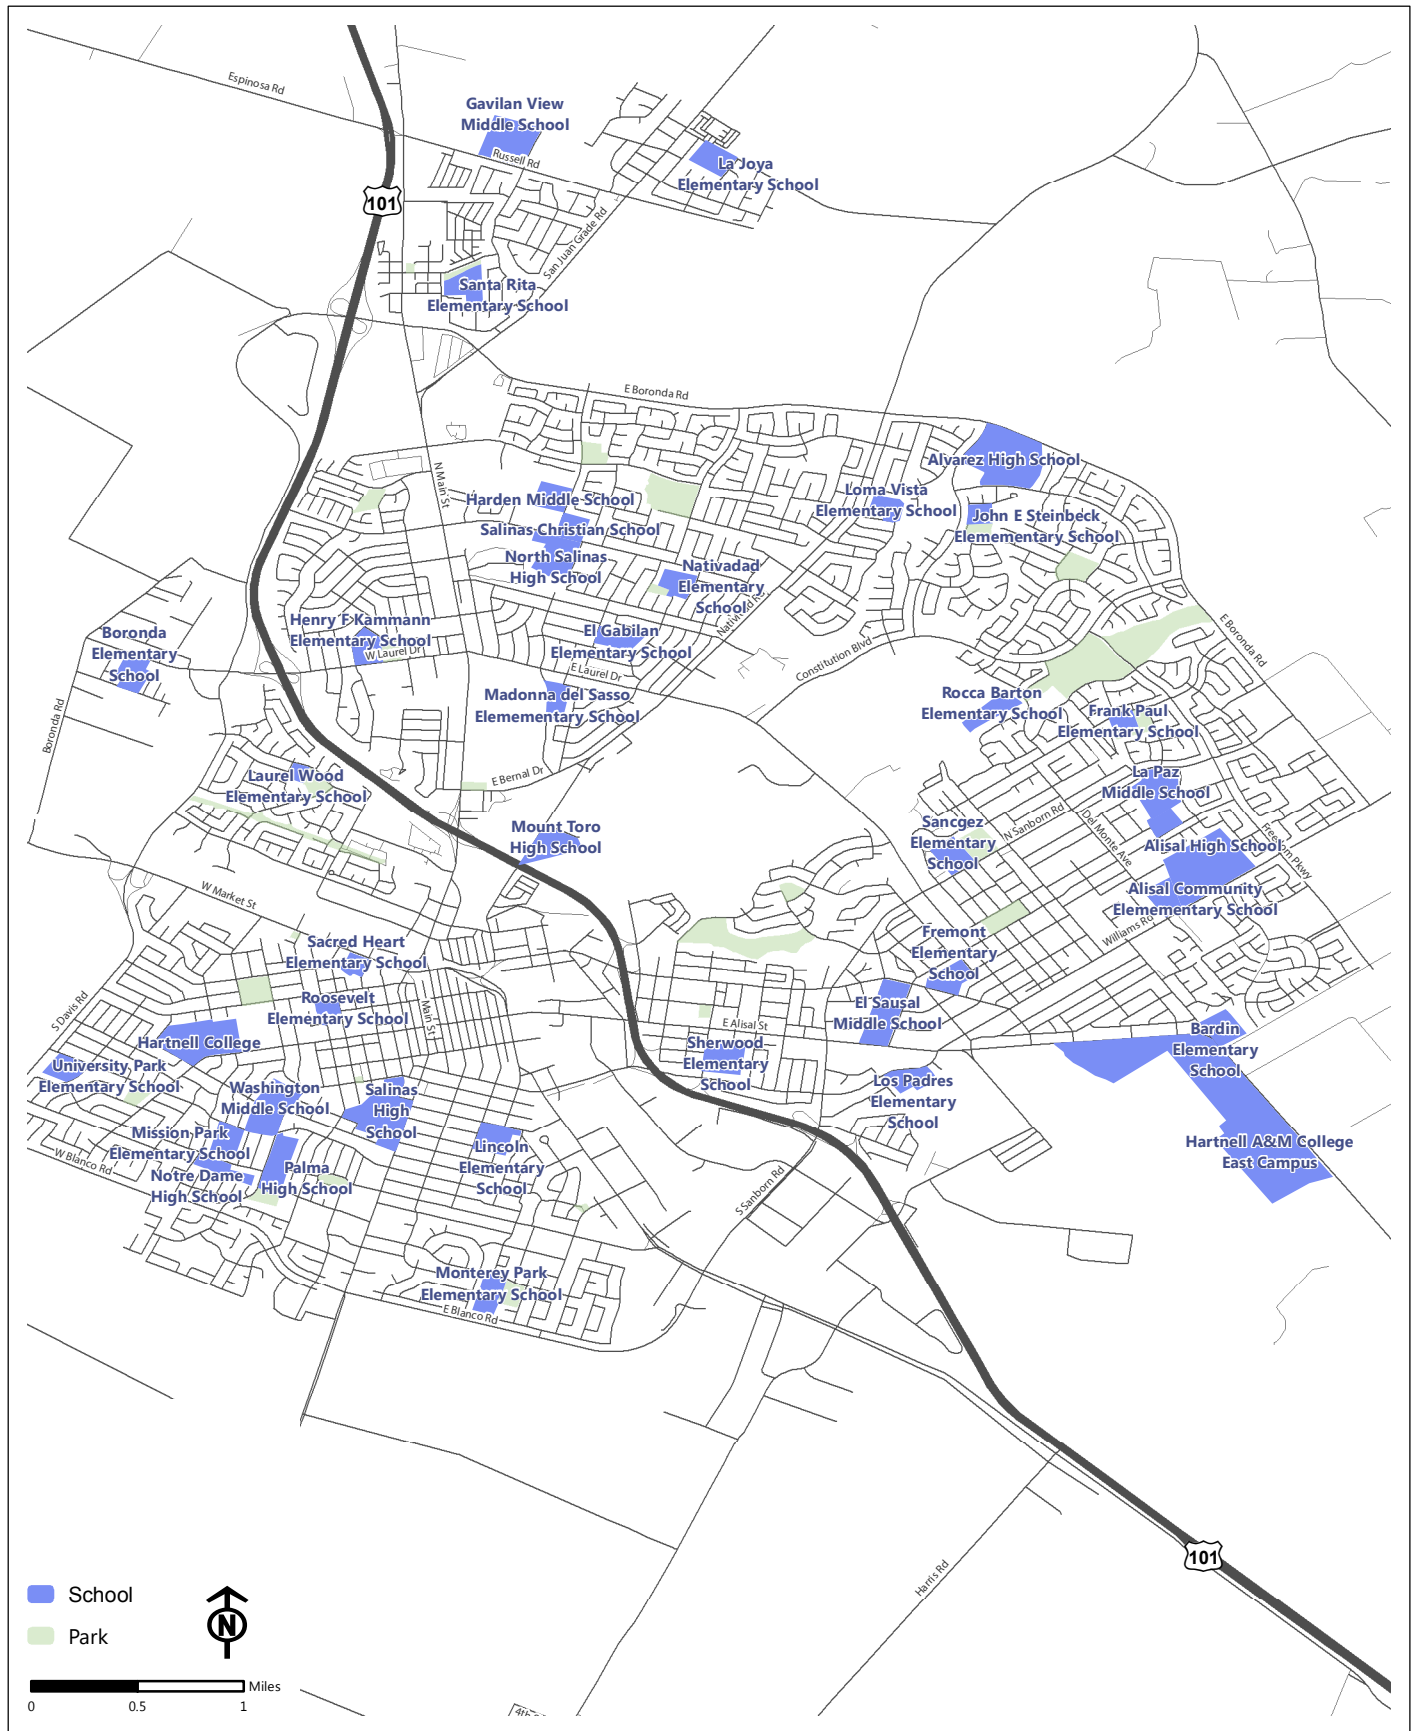 Espinosa Rd
Gavilan View
Middle School
Russell Rd
La Joya
Elementary School
101
San Juan Grade Rd
Santa Rita
Elementary School
E Boronda Rd
N Main St
Alvarez High School
Harden Middle School
Loma Vista
Elementary School
John E Steinbeck
Elemementary School
Salinas Christian School
North Salinas
High School
Nativadad
Elementary
School
Natividad Rd
Henry F Kammann
Elementary School
W Laurel Dr
El Gabilan
Elementary School
E Laurel Dr
Constitution Blvd
E Boronda Rd
Boronda
Elementary
School
Boronda Rd
Madonna del Sasso
Elemementary School
Rocca Barton
Elementary School
Frank Paul
Elementary School
Laurel Wood
Elementary School
E Bernal Dr
La Paz
Middle School
Mount Toro
High School
Sancgez
Elementary
School
N Sanborn Rd
Del Monte Ave
Alisal High School
Freedom Pkwy
W Market St
Alisal Community
Elemementary School
Williams Rd
Sacred Heart
Elementary School
Fremont
Elementary
School
Roosevelt
Elementary School
Main St
S Davis Rd
El Sausal
Middle School
E Alisal St
Hartnell College
Sherwood
Elementary
School
Bardin
Elementary
School
University Park
Elementary School
Washington
Middle School
Salinas
High
School
Los Padres
Elementary
School
Mission Park
Elementary School
W Blanco Rd
Notre Dame
High School
Palma
High School
Lincoln
Elementary
School
Hartnell A&M College
East Campus
S Sanborn Rd
Monterey Park
Elementary School
E Blanco Rd
101
Harris Rd
School
Park
N
Miles
0
0.5
1
4th